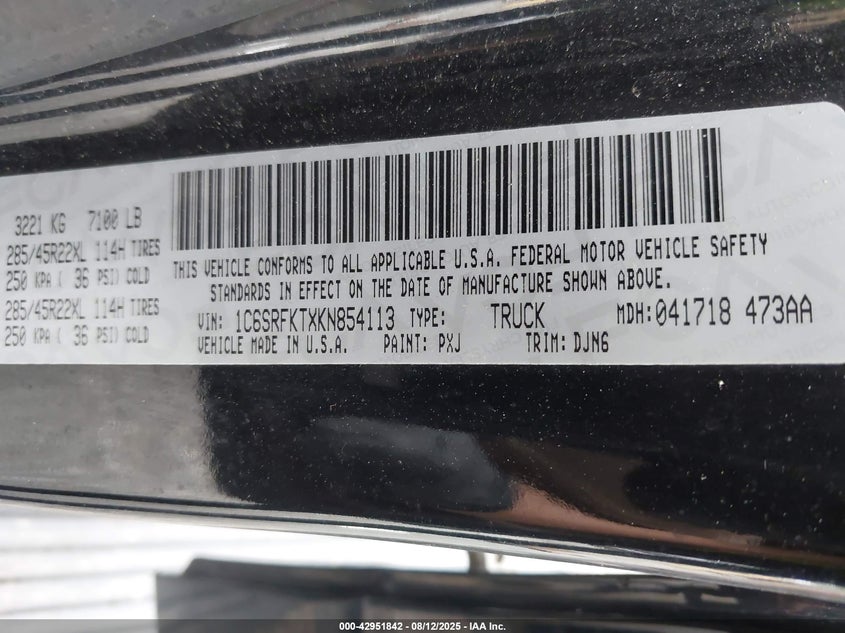 3221 KG 7100 LB
285/45R22XL 114H TIRES
250 KPA ( 36 PSI) COLD
285/45R22XL 114H TIRES
250 KPA ( 36 PSI) COLD
THIS VEHICLE CONFORMS TO ALL APPLICABLE U.S.A. FEDERAL MOTOR VEHICLE SAFETY
STANDARDS IN EFFECT ON THE DATE OF MANUFACTURE SHOWN ABOVE.
VIN: 1C6SRFKTXKN854113 TYPE: TRUCK MDH:041718 473AA
VEHICLE MADE IN U.S.A. PAINT: PXJ TRIM: DJN6
000-42951842 - 08/12/2025 - IAA Inc.